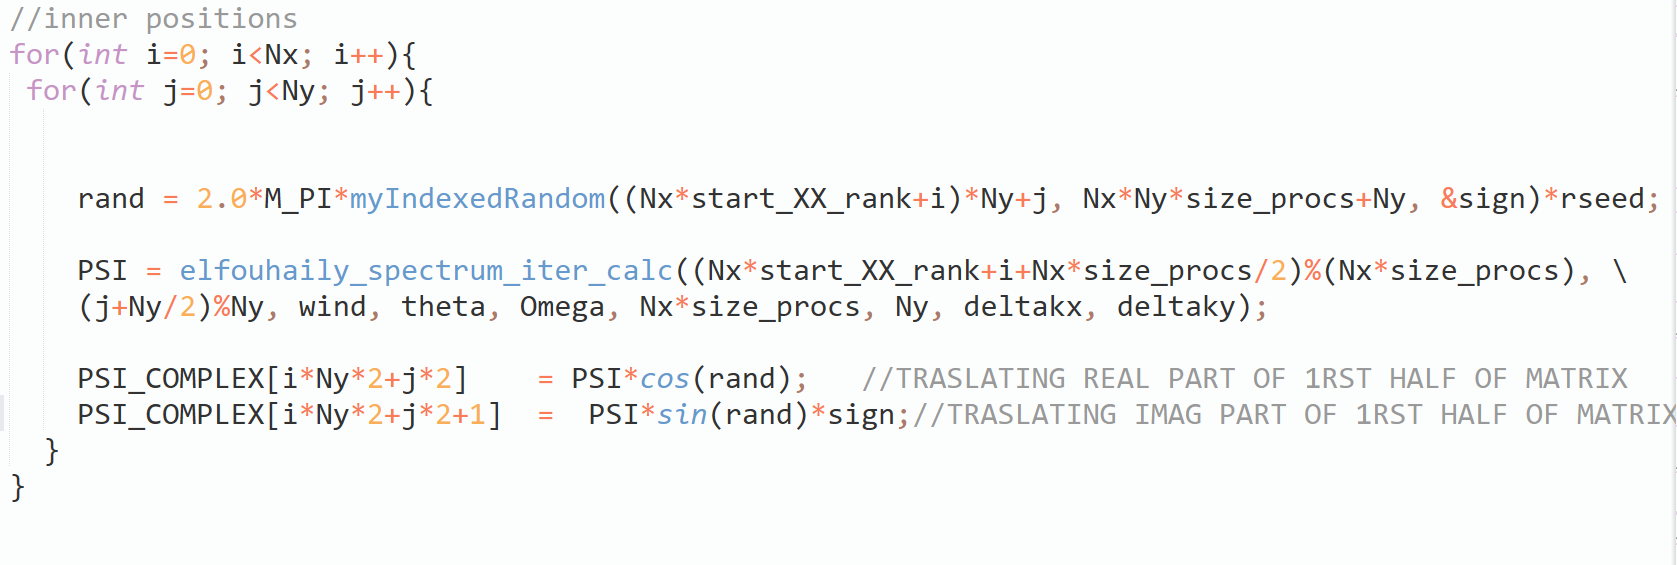 //inner positions
for(int i=0; i<Nx; i++){
for(int j=0; j<Ny; j++){
rand = 2.0*M_PI*myIndexedRandom((Nx*start_XX_rank+i)*Ny+j, Nx*Ny*size_procs+Ny, &sign)*rseed;
PSI = elfouhaily_spectrum_iter_calc((Nx*start_XX_rank+i+Nx*size_procs/2)%(Nx*size_procs), \
(j+Ny/2)%Ny, wind, theta, Omega, Nx*size_procs, Ny, deltakx, deltaky);
PSI_COMPLEX[i*Ny*2+j*2] = PSI*cos(rand); //TRASLATING REAL PART OF 1RST HALF OF MATRIX
PSI_COMPLEX[i*Ny*2+j*2+1] = PSI*sin(rand)*sign;//TRASLATING IMAG PART OF 1RST HALF OF MATRIX
}
}